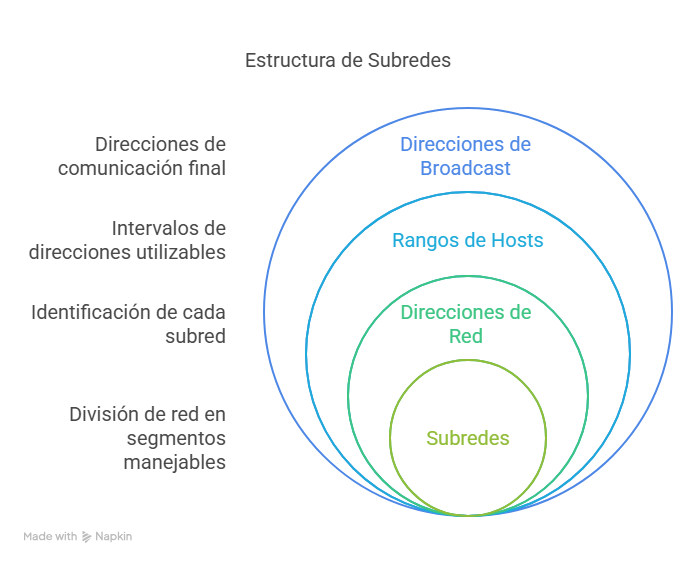 Estructura de Subredes
Direcciones de
comunicación final
Direcciones de
Broadcast
Intervalos de
direcciones utilizables
Rangos de Hosts
Identificación de cada
subred
Direcciones de
Red
División de red en
segmentos
manejables
Subredes
Made with Napkin